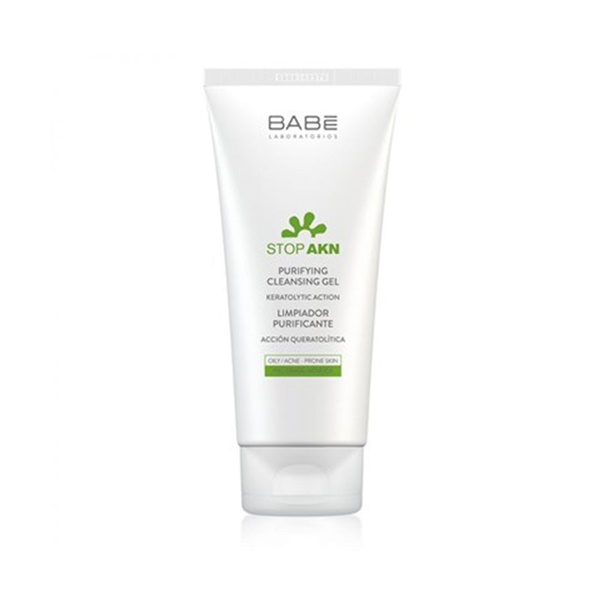 BABĒ
LABORATORIOS
STOP AKN
PURIFYING
CLEANSING GEL
KERATOLYTIC ACTION
LIMPIADOR
PURIFICANTE
ACCIÓN QUERATOLÍTICA
OILY / ACNE - PRONE SKIN